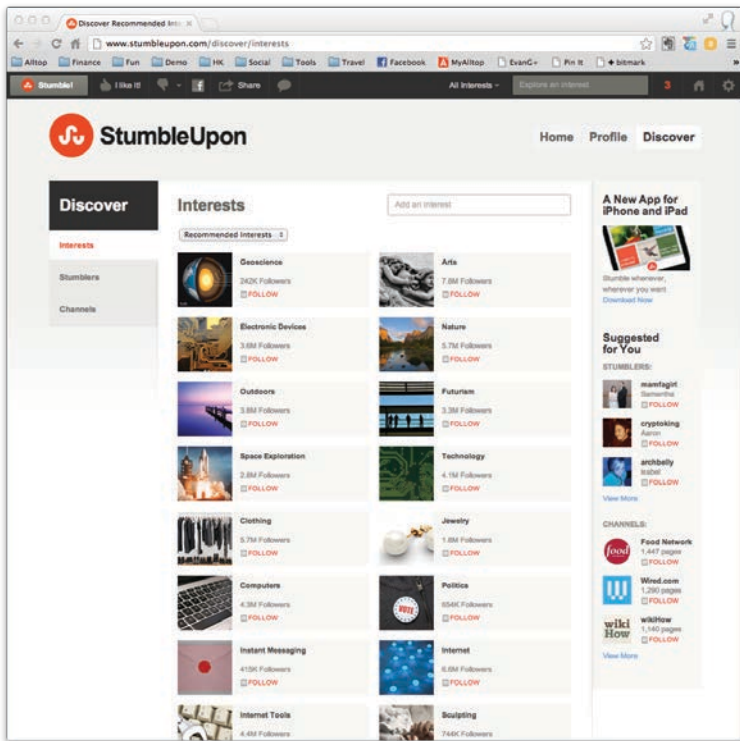 Discover Recommended Inte
www.stumbleupon.com/discover/interests
Alltop Finance Fun Demo HK Social Tools Travel Facebook MyAlltop EvanG+ Pin It + bitmark »
Stumble! I like it! Share All Interests Explore an interest 3
StumbleUpon
Home Profile Discover
Discover
Interests
Stumblers
Channels
Interests
Add an interest
Recommended Interests
Geoscience
242K Followers
FOLLOW
Arts
7.8M Followers
FOLLOW
Electronic Devices
3.6M Followers
FOLLOW
Nature
5.7M Followers
FOLLOW
Outdoors
3.8M Followers
FOLLOW
Futurism
3.3M Followers
FOLLOW
Space Exploration
2.8M Followers
FOLLOW
Technology
4.1M Followers
FOLLOW
Clothing
5.7M Followers
FOLLOW
Jewelry
1.8M Followers
FOLLOW
Computers
4.3M Followers
FOLLOW
VOTE
Politics
654K Followers
FOLLOW
Instant Messaging
415K Followers
FOLLOW
Internet
6.6M Followers
FOLLOW
Internet Tools
4.4M Followers
Sculpting
744K Followers
A New App for
iPhone and iPad
Stumble whenever,
wherever you want
Download Now
Suggested
for You
STUMBLERS:
mamfagirl
Samantha
FOLLOW
cryptoking
Aaron
FOLLOW
archbelly
Isabel
FOLLOW
View More
CHANNELS:
food
Food Network
1,447 pages
FOLLOW
Wired.com
1,290 pages
FOLLOW
wiki
How
wikiHow
1,140 pages
FOLLOW
View More